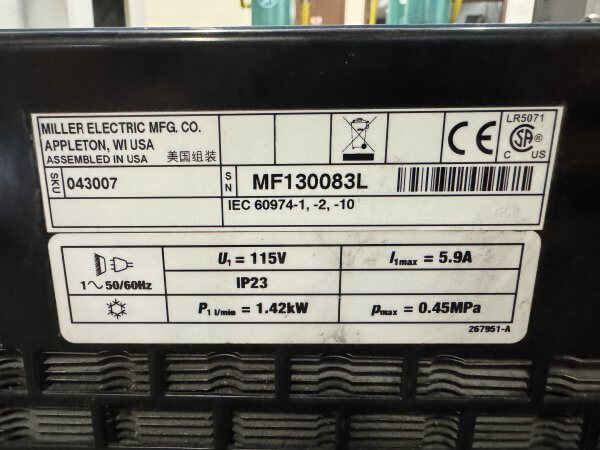 MILLER ELECTRIC MFG. CO.
APPLETON, WI USA
ASSEMBLED IN USA 美国组装
CE
LR5071
SA
C US
SKU 043007
SN MF130083L
IEC 60974-1, -2, -10
1~50/60Hz
U1 = 115V
I1max = 5.9A
IP23
P1 l/min = 1.42kW
pmax = 0.45MPa
267951-A